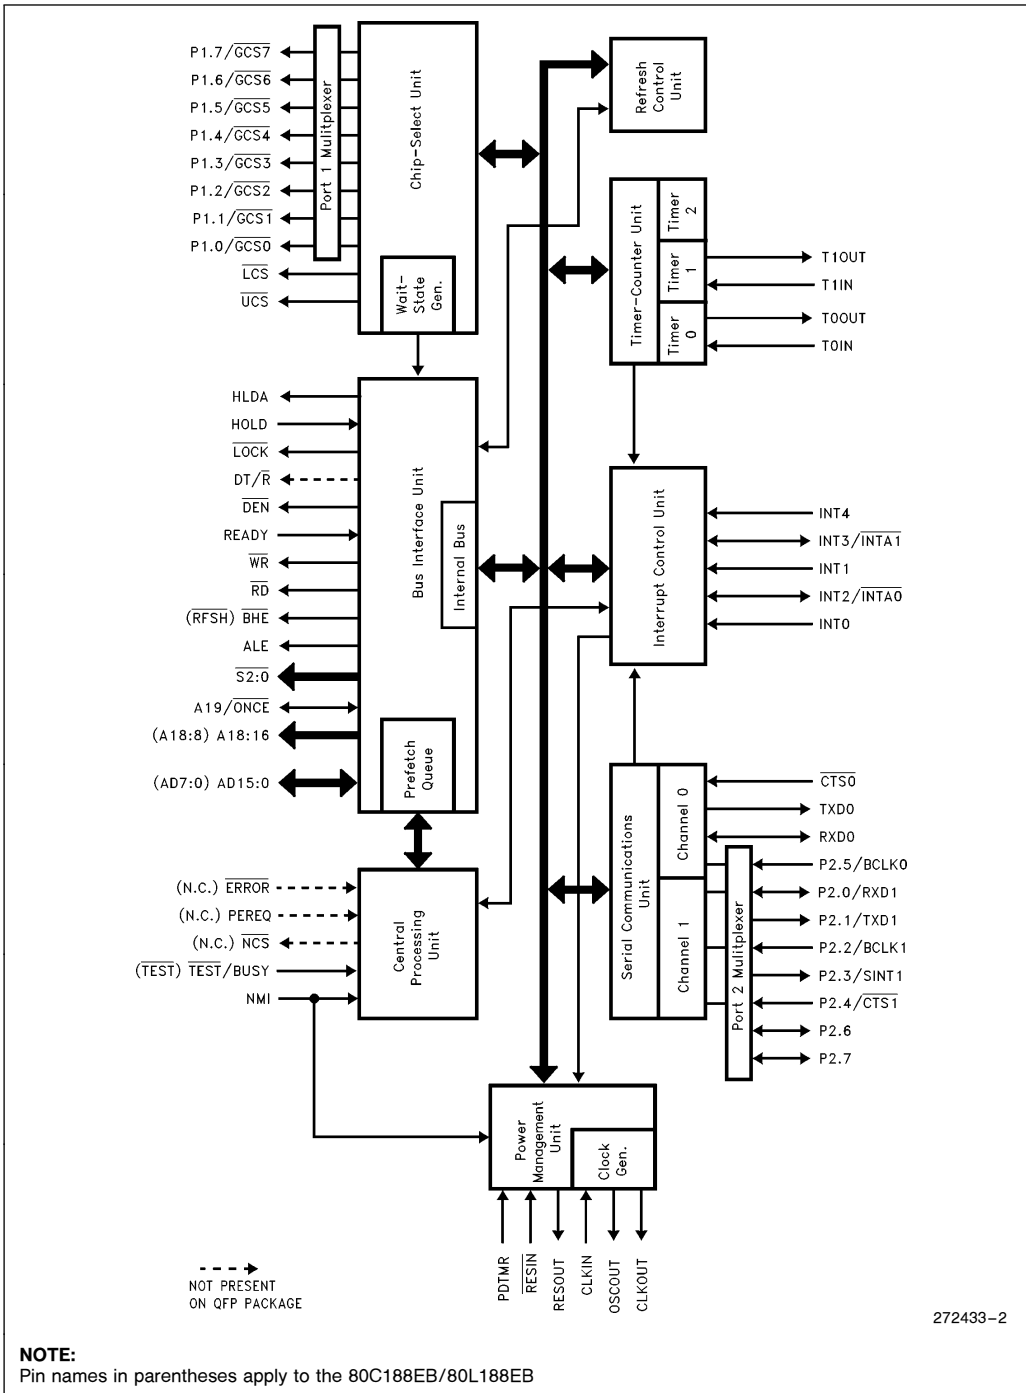 P1.7/GCS7
P1.6/GCS6
P1.5/GCS5
P1.4/GCS4
P1.3/GCS3
P1.2/GCS2
P1.1/GCS1
P1.0/GCS0
LCS
UCS
Port 1 Mulitplexer
Chip-Select Unit
Wait-
State
Gen.
Refresh
Control
Unit
Timer-Counter Unit
Timer
2
Timer
1
Timer
0
T1OUT
T1IN
T0OUT
T0IN
HLDA
HOLD
LOCK
DT/R
DEN
READY
WR
RD
(RFSH) BHE
ALE
S2:0
A19/ONCE
(A18:8) A18:16
(AD7:0) AD15:0
Bus Interface Unit
Internal Bus
Prefetch
Queue
Interrupt Control Unit
INT4
INT3/INTA1
INT1
INT2/INTA0
INT0
(N.C.) ERROR
(N.C.) PEREQ
(N.C.) NCS
(TEST) TEST/BUSY
NMI
Central
Processing
Unit
Serial Communications
Unit
Channel 0
Channel 1
Port 2 Mulitplexer
CTS0
TXD0
RXD0
P2.5/BCLK0
P2.0/RXD1
P2.1/TXD1
P2.2/BCLK1
P2.3/SINT1
P2.4/CTS1
P2.6
P2.7
Power
Management
Unit
Clock
Gen.
PDTMR
RESIN
RESOUT
CLKIN
OSCOUT
CLKOUT
NOT PRESENT
ON QFP PACKAGE
272433-2
NOTE:
Pin names in parentheses apply to the 80C188EB/80L188EB